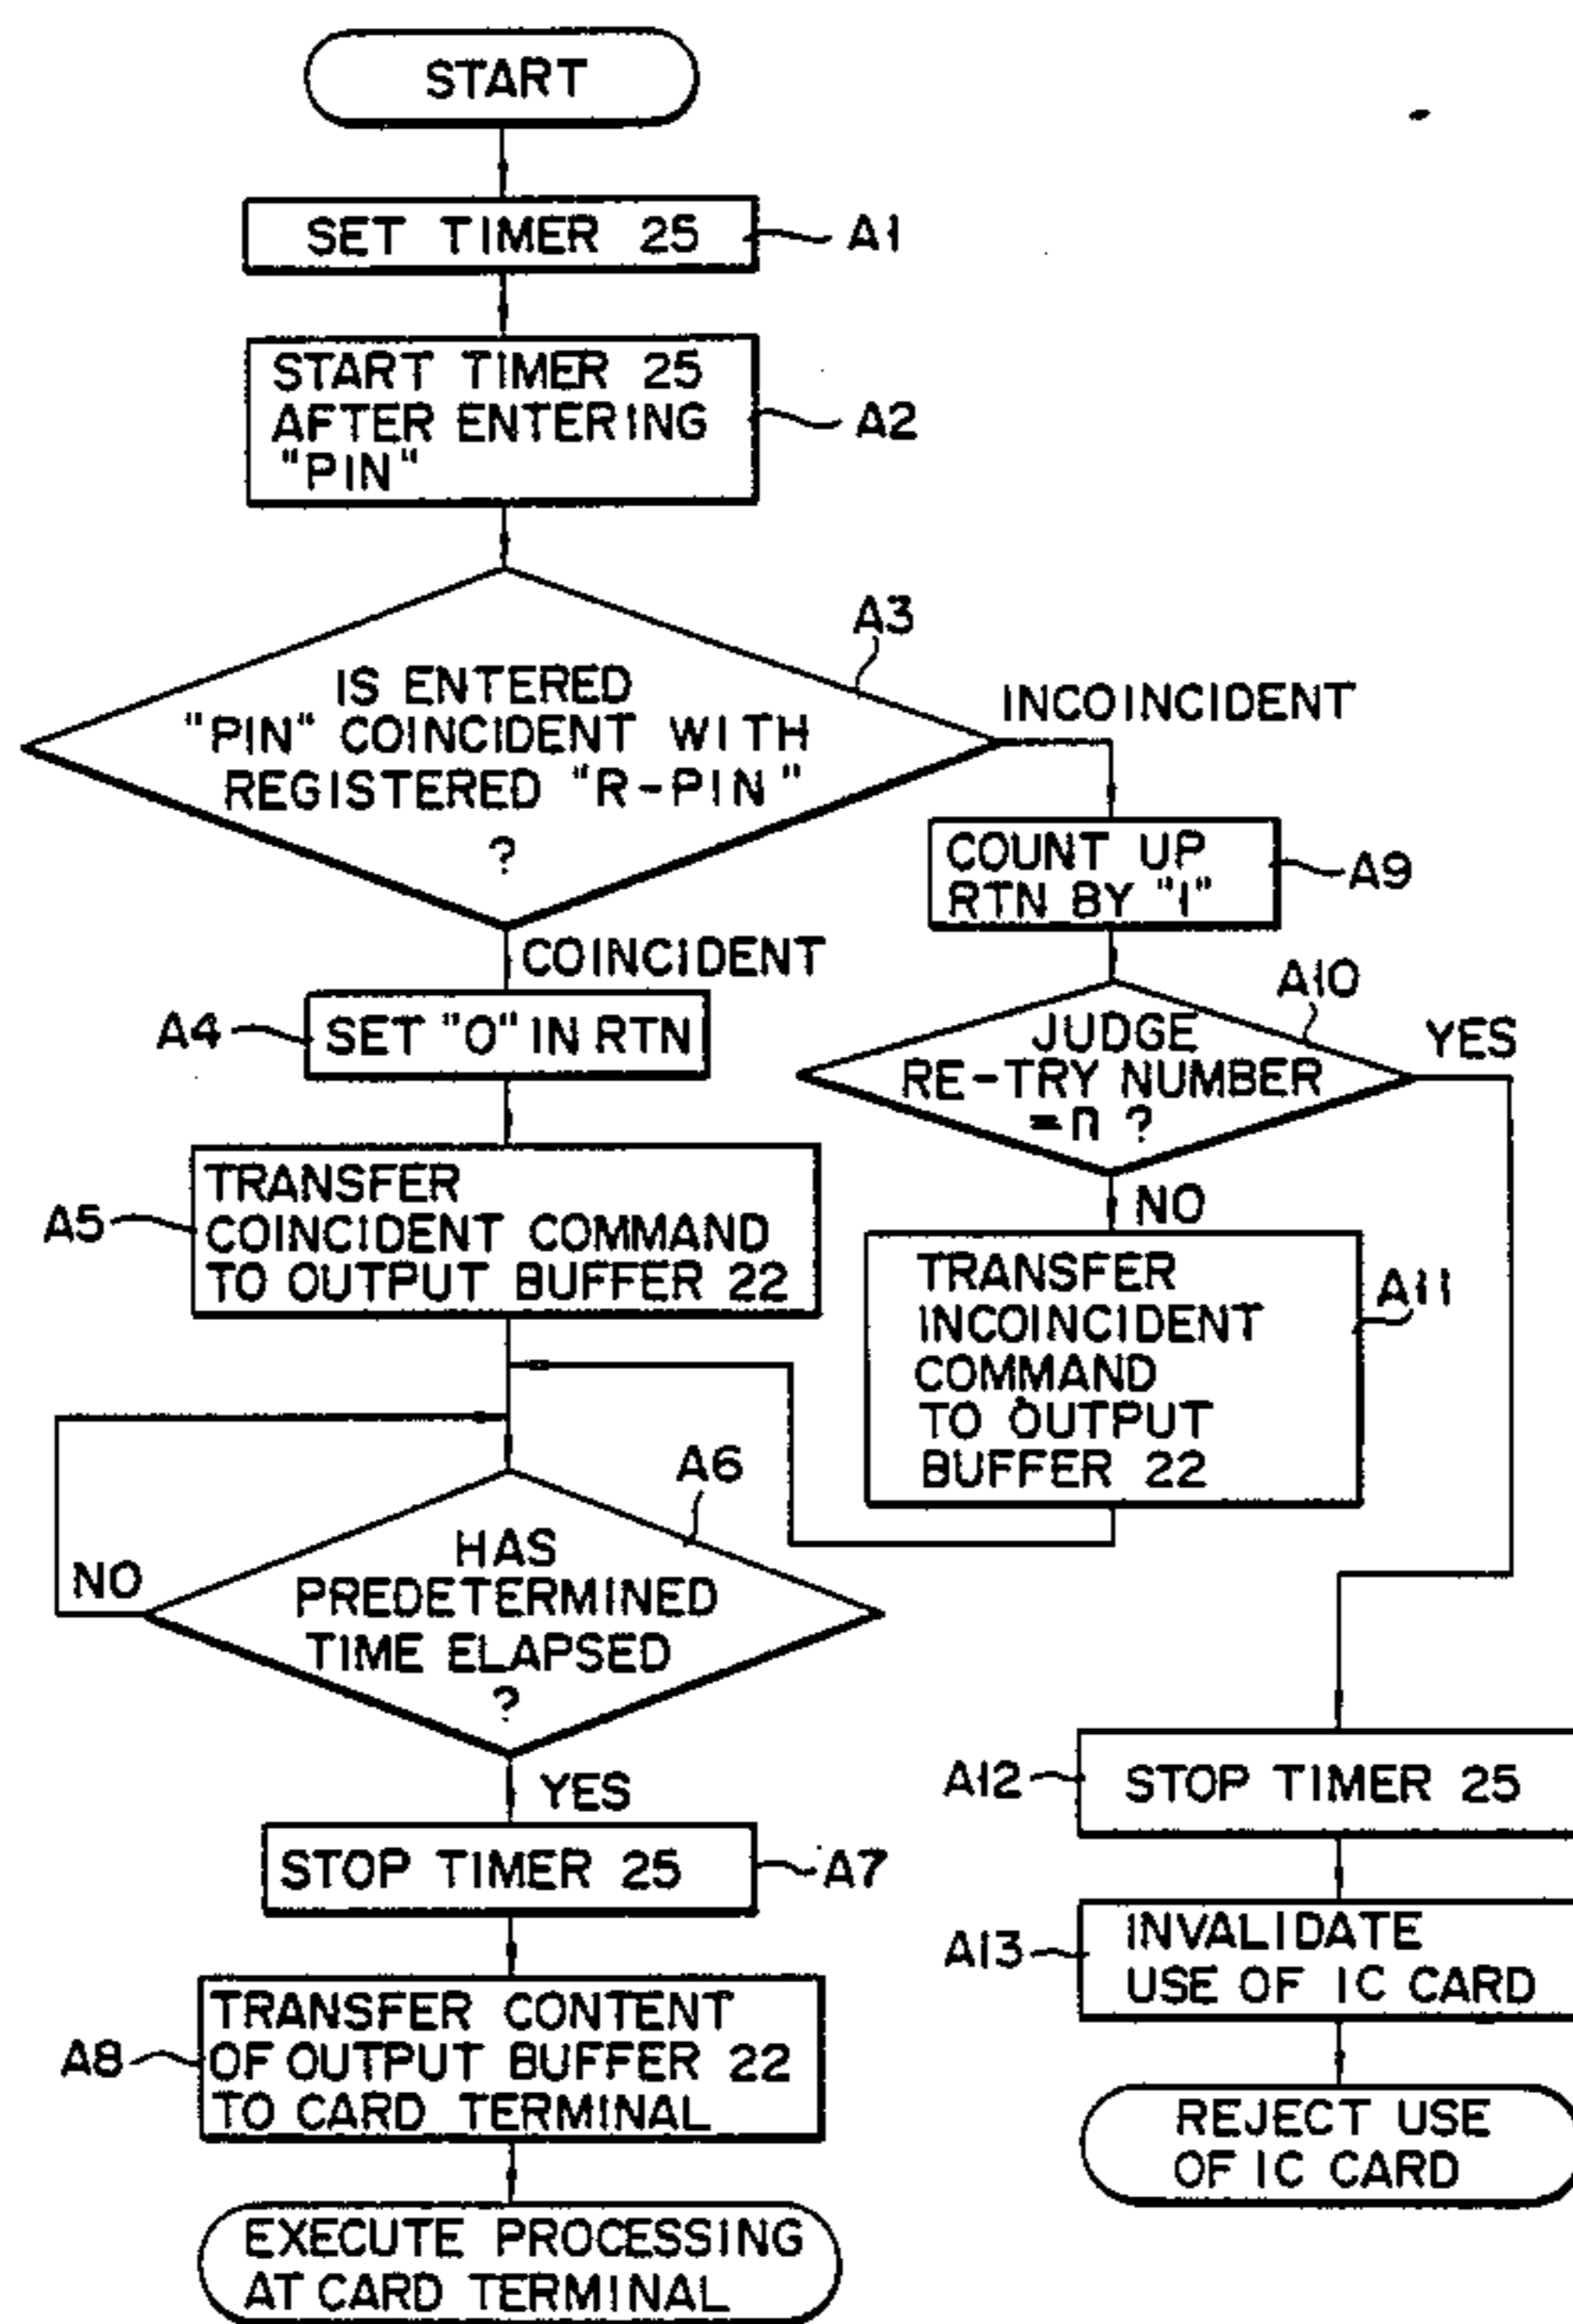 START
SET TIMER 25
A1
START TIMER 25
AFTER ENTERING
"PIN"
A2
A3
IS ENTERED
"PIN" COINCIDENT WITH
REGISTERED "R-PIN"
?
INCOINCIDENT
COUNT UP
RTN BY "1"
A9
COINCIDENT
A4
SET "0" IN RTN
A10
JUDGE
RE-TRY NUMBER
=n ?
YES
NO
A5
TRANSFER
COINCIDENT COMMAND
TO OUTPUT BUFFER 22
TRANSFER
INCOINCIDENT
COMMAND
TO OUTPUT
BUFFER 22
A11
A6
HAS
PREDETERMINED
TIME ELAPSED
?
NO
YES
STOP TIMER 25
A7
A12
STOP TIMER 25
A13
INVALIDATE
USE OF IC CARD
A8
TRANSFER CONTENT
OF OUTPUT BUFFER 22
TO CARD TERMINAL
REJECT USE
OF IC CARD
EXECUTE PROCESSING
AT CARD TERMINAL